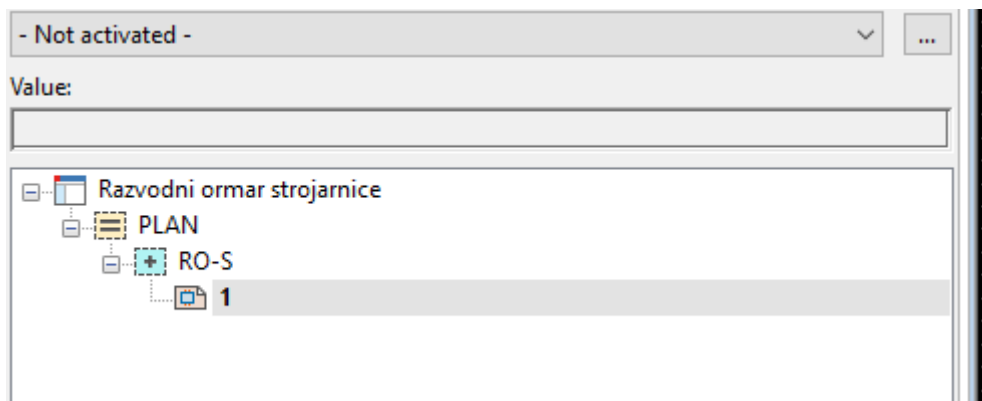 - Not activated -
...
Value:
Razvodni ormar strojarnice
PLAN
RO-S
1